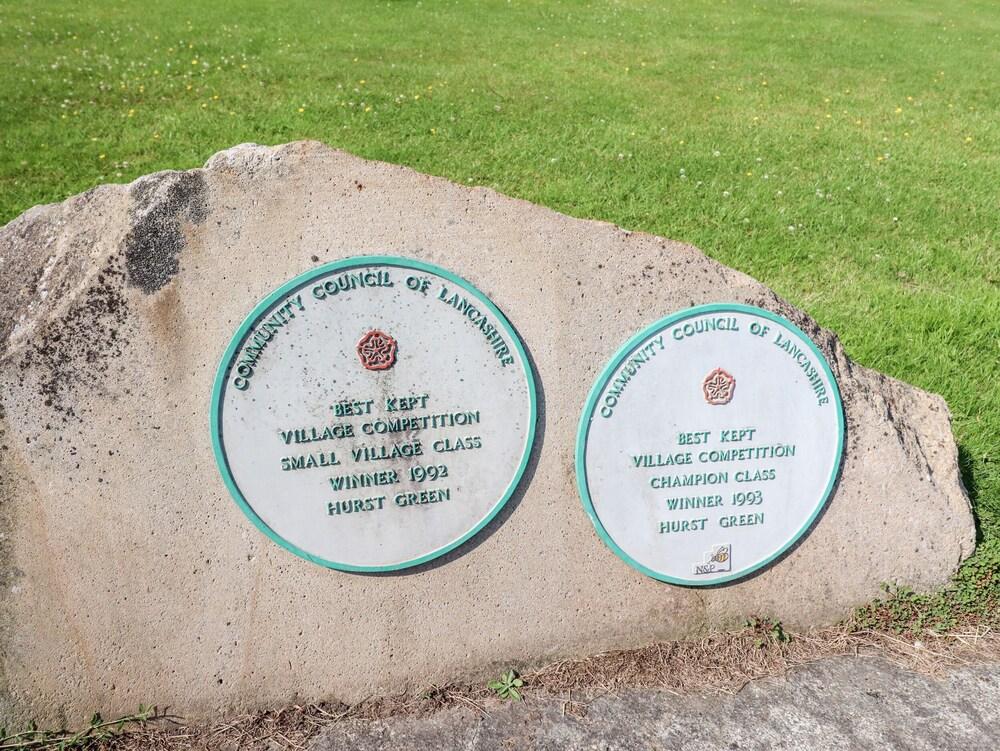 COMMUNITY COUNCIL OF LANCASHIRE
BEST KEPT
VILLAGE COMPETITION
SMALL VILLAGE CLASS
WINNER 1992
HURST GREEN
COMMUNITY COUNCIL OF LANCASHIRE
BEST KEPT
VILLAGE COMPETITION
CHAMPION CLASS
WINNER 1993
HURST GREEN
N&P